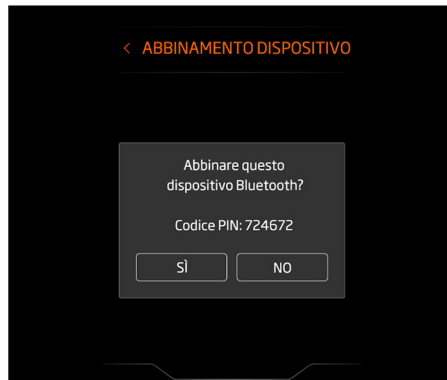 < ABBINAMENTO DISPOSITIVO
Abbinare questo
dispositivo Bluetooth?
Codice PIN: 724672
SÌ
NO